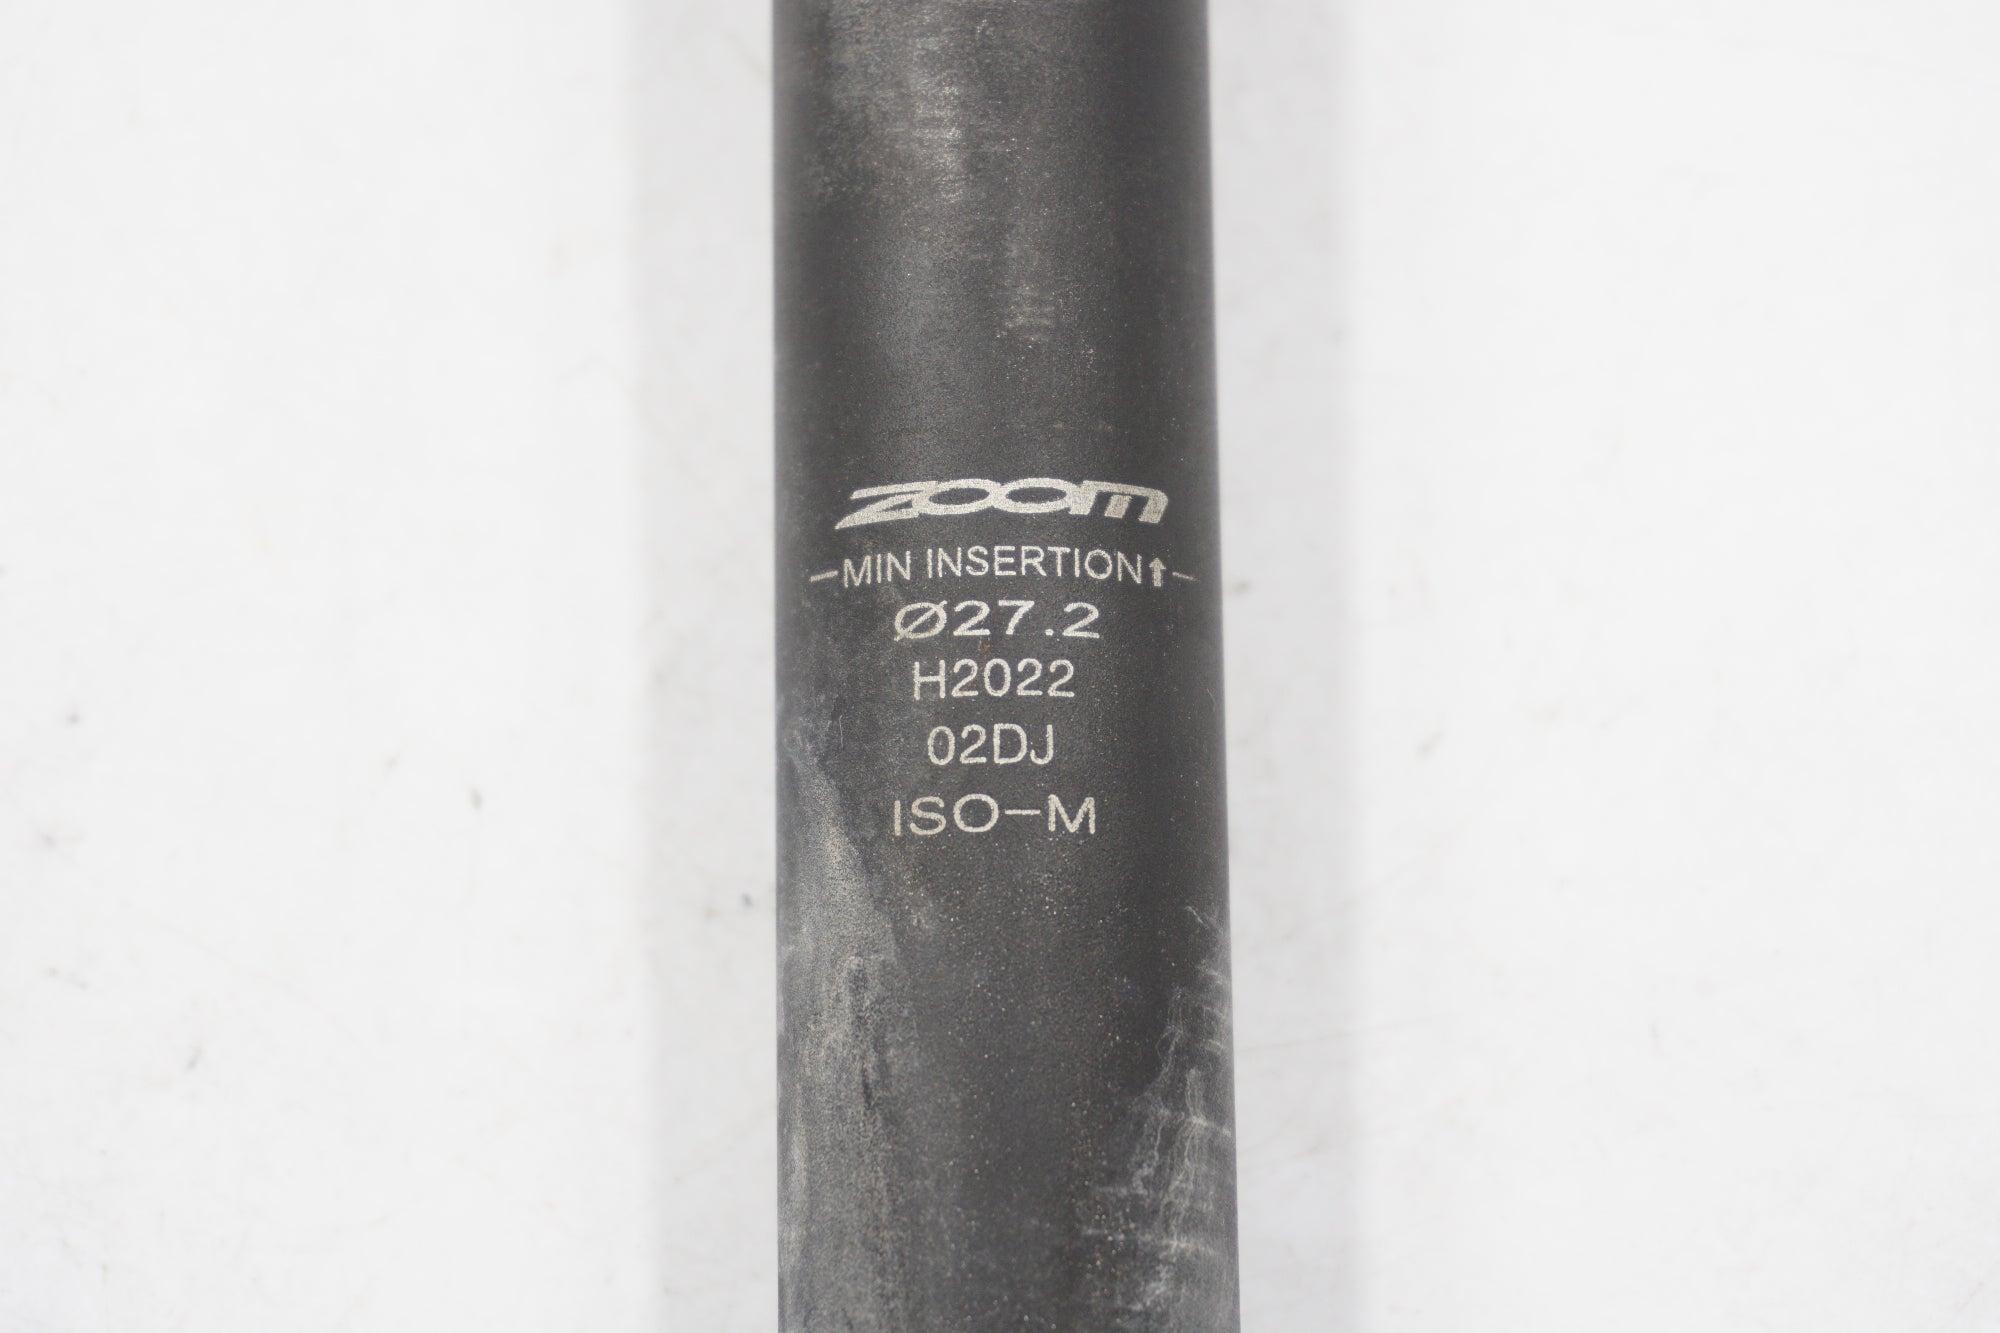 ZOOM
-MIN INSERTION↑-
Ø27.2
H2022
02DJ
ISO-M